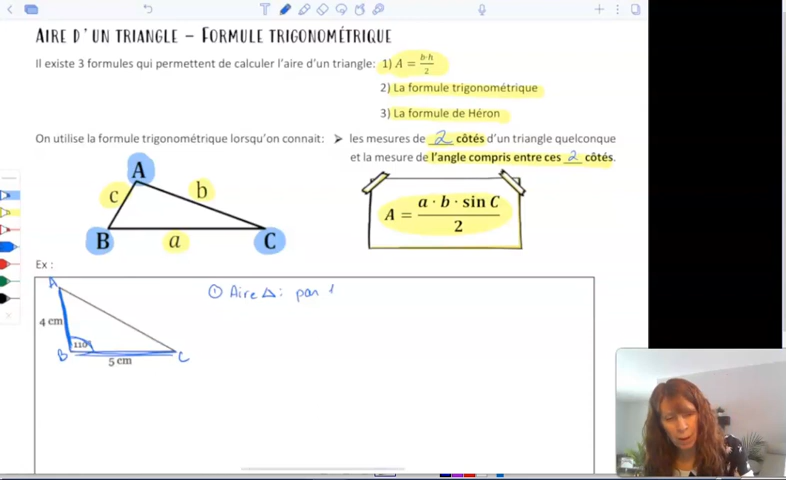 AIRE D'UN TRIANGLE – FORMULE TRIGONOMÉTRIQUE
Il existe 3 formules qui permettent de calculer l'aire d'un triangle: 1) A = b·h / 2
2) La formule trigonométrique
3) La formule de Héron
On utilise la formule trigonométrique lorsqu'on connait: ➢ les mesures de 2 côtés d'un triangle quelconque
et la mesure de l'angle compris entre ces 2 côtés.
A
c
b
B
a
C
A = a · b · sin C / 2
Ex :
A
4 cm
110°
B
C
5 cm
① Aire Δ: par